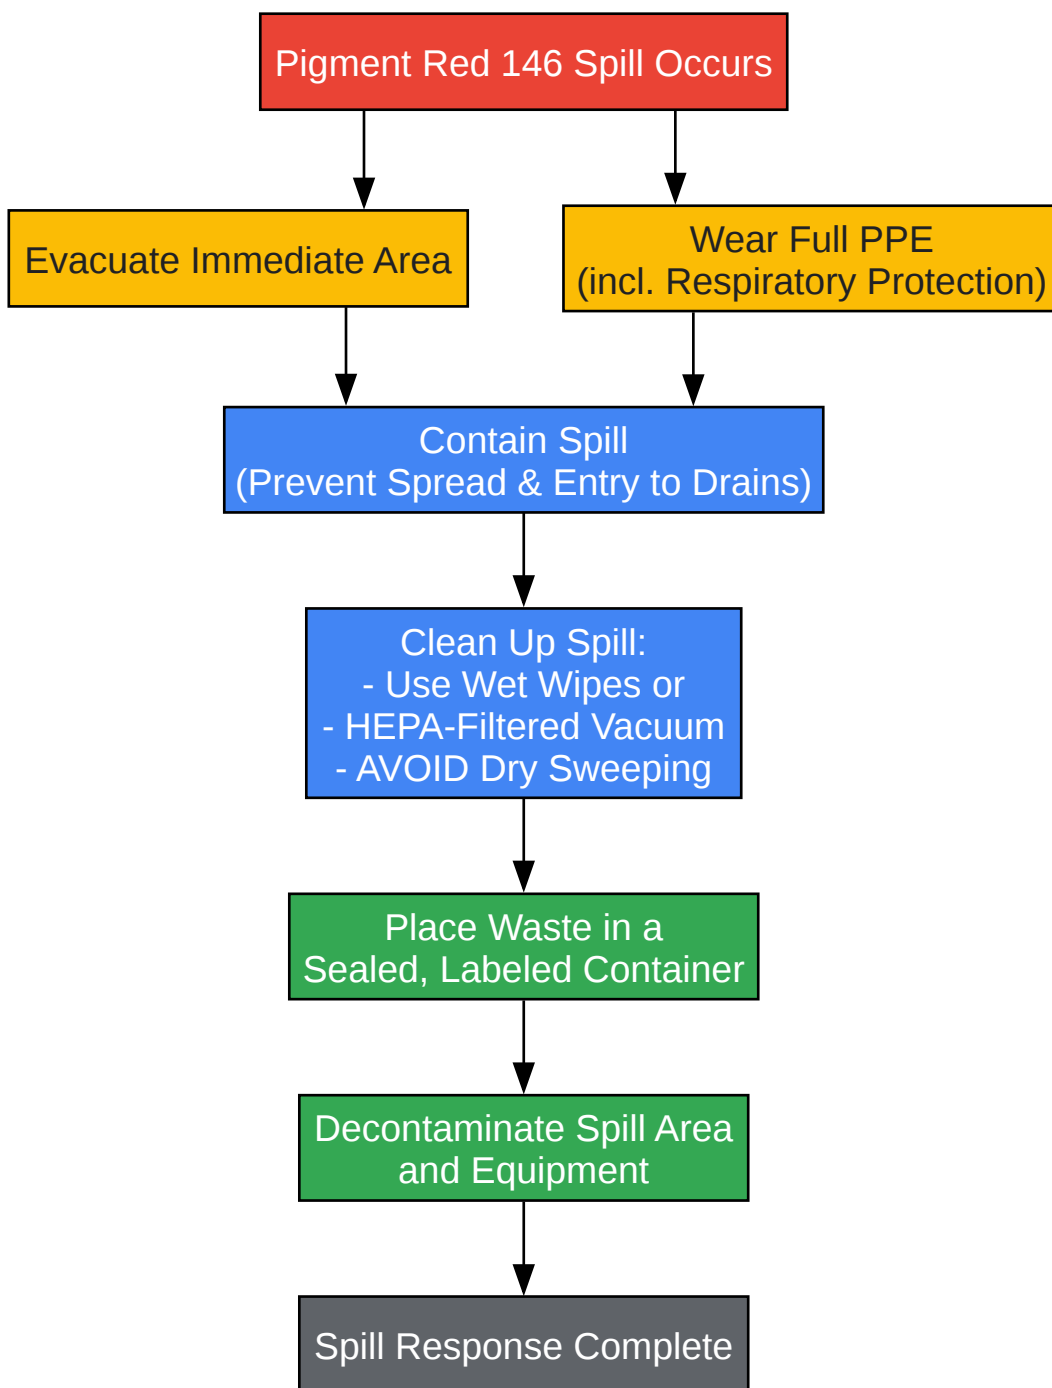 Pigment Red 146 Spill Occurs
Evacuate Immediate Area
Wear Full PPE
(incl. Respiratory Protection)
Contain Spill
(Prevent Spread & Entry to Drains)
Clean Up Spill:
- Use Wet Wipes or
- HEPA-Filtered Vacuum
- AVOID Dry Sweeping
Place Waste in a
Sealed, Labeled Container
Decontaminate Spill Area
and Equipment
Spill Response Complete